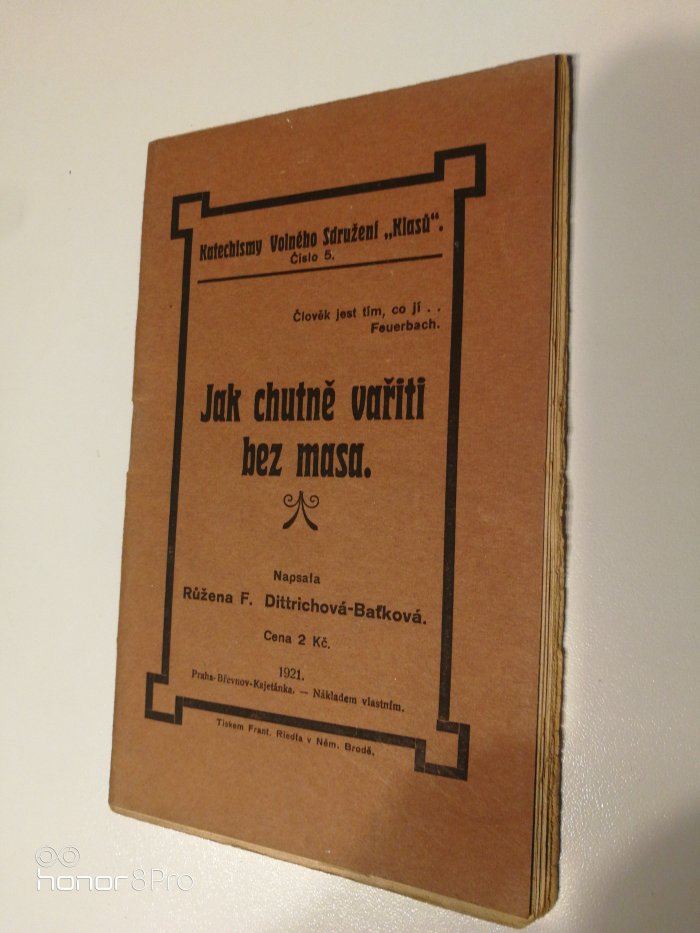 Katechismy Volného Sdružení „Klasů“.
Číslo 5.
Člověk jest tím, co jí . .
Feuerbach.
Jak chutně vařiti
bez masa.
Napsala
Růžena F. Dittrichová-Baťková.
Cena 2 Kč.
1921.
Praha-Břevnov-Kajetánka. — Nákladem vlastním.
Tiskem Frant. Riedla v Něm. Brodě.
honor 8 Pro